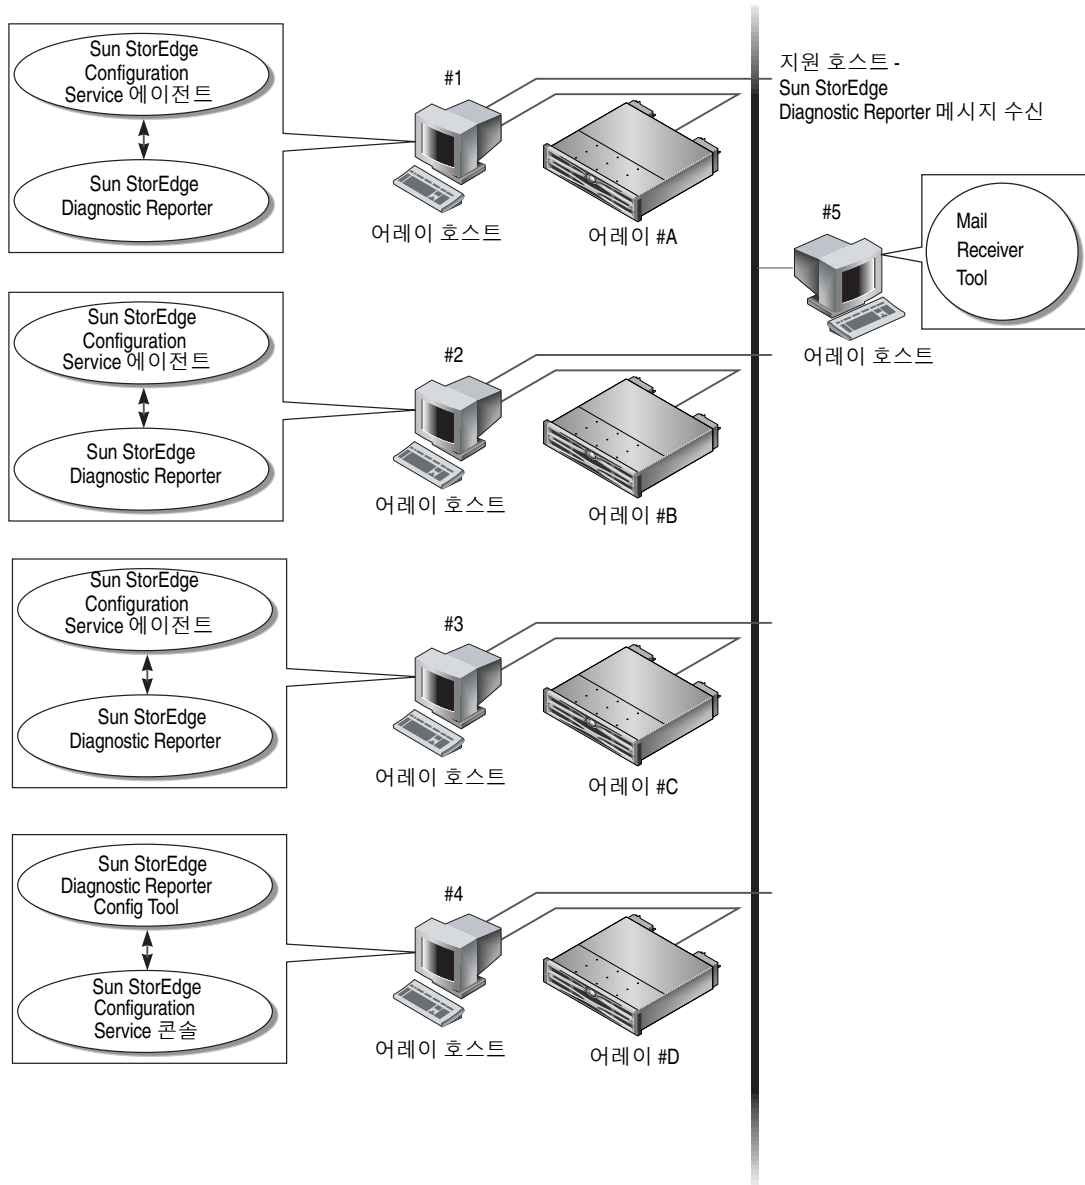 Sun StorEdge
Configuration
Service 에이전트
Sun StorEdge
Diagnostic Reporter
#1
어레이 호스트
어레이 #A
지원 호스트 -
Sun StorEdge
Diagnostic Reporter 메시지 수신
#5
Mail
Receiver
Tool
어레이 호스트
Sun StorEdge
Configuration
Service 에이전트
Sun StorEdge
Diagnostic Reporter
#2
어레이 호스트
어레이 #B
Sun StorEdge
Configuration
Service 에이전트
Sun StorEdge
Diagnostic Reporter
#3
어레이 호스트
어레이 #C
Sun StorEdge
Diagnostic Reporter
Config Tool
Sun StorEdge
Configuration
Service 콘솔
#4
어레이 호스트
어레이 #D